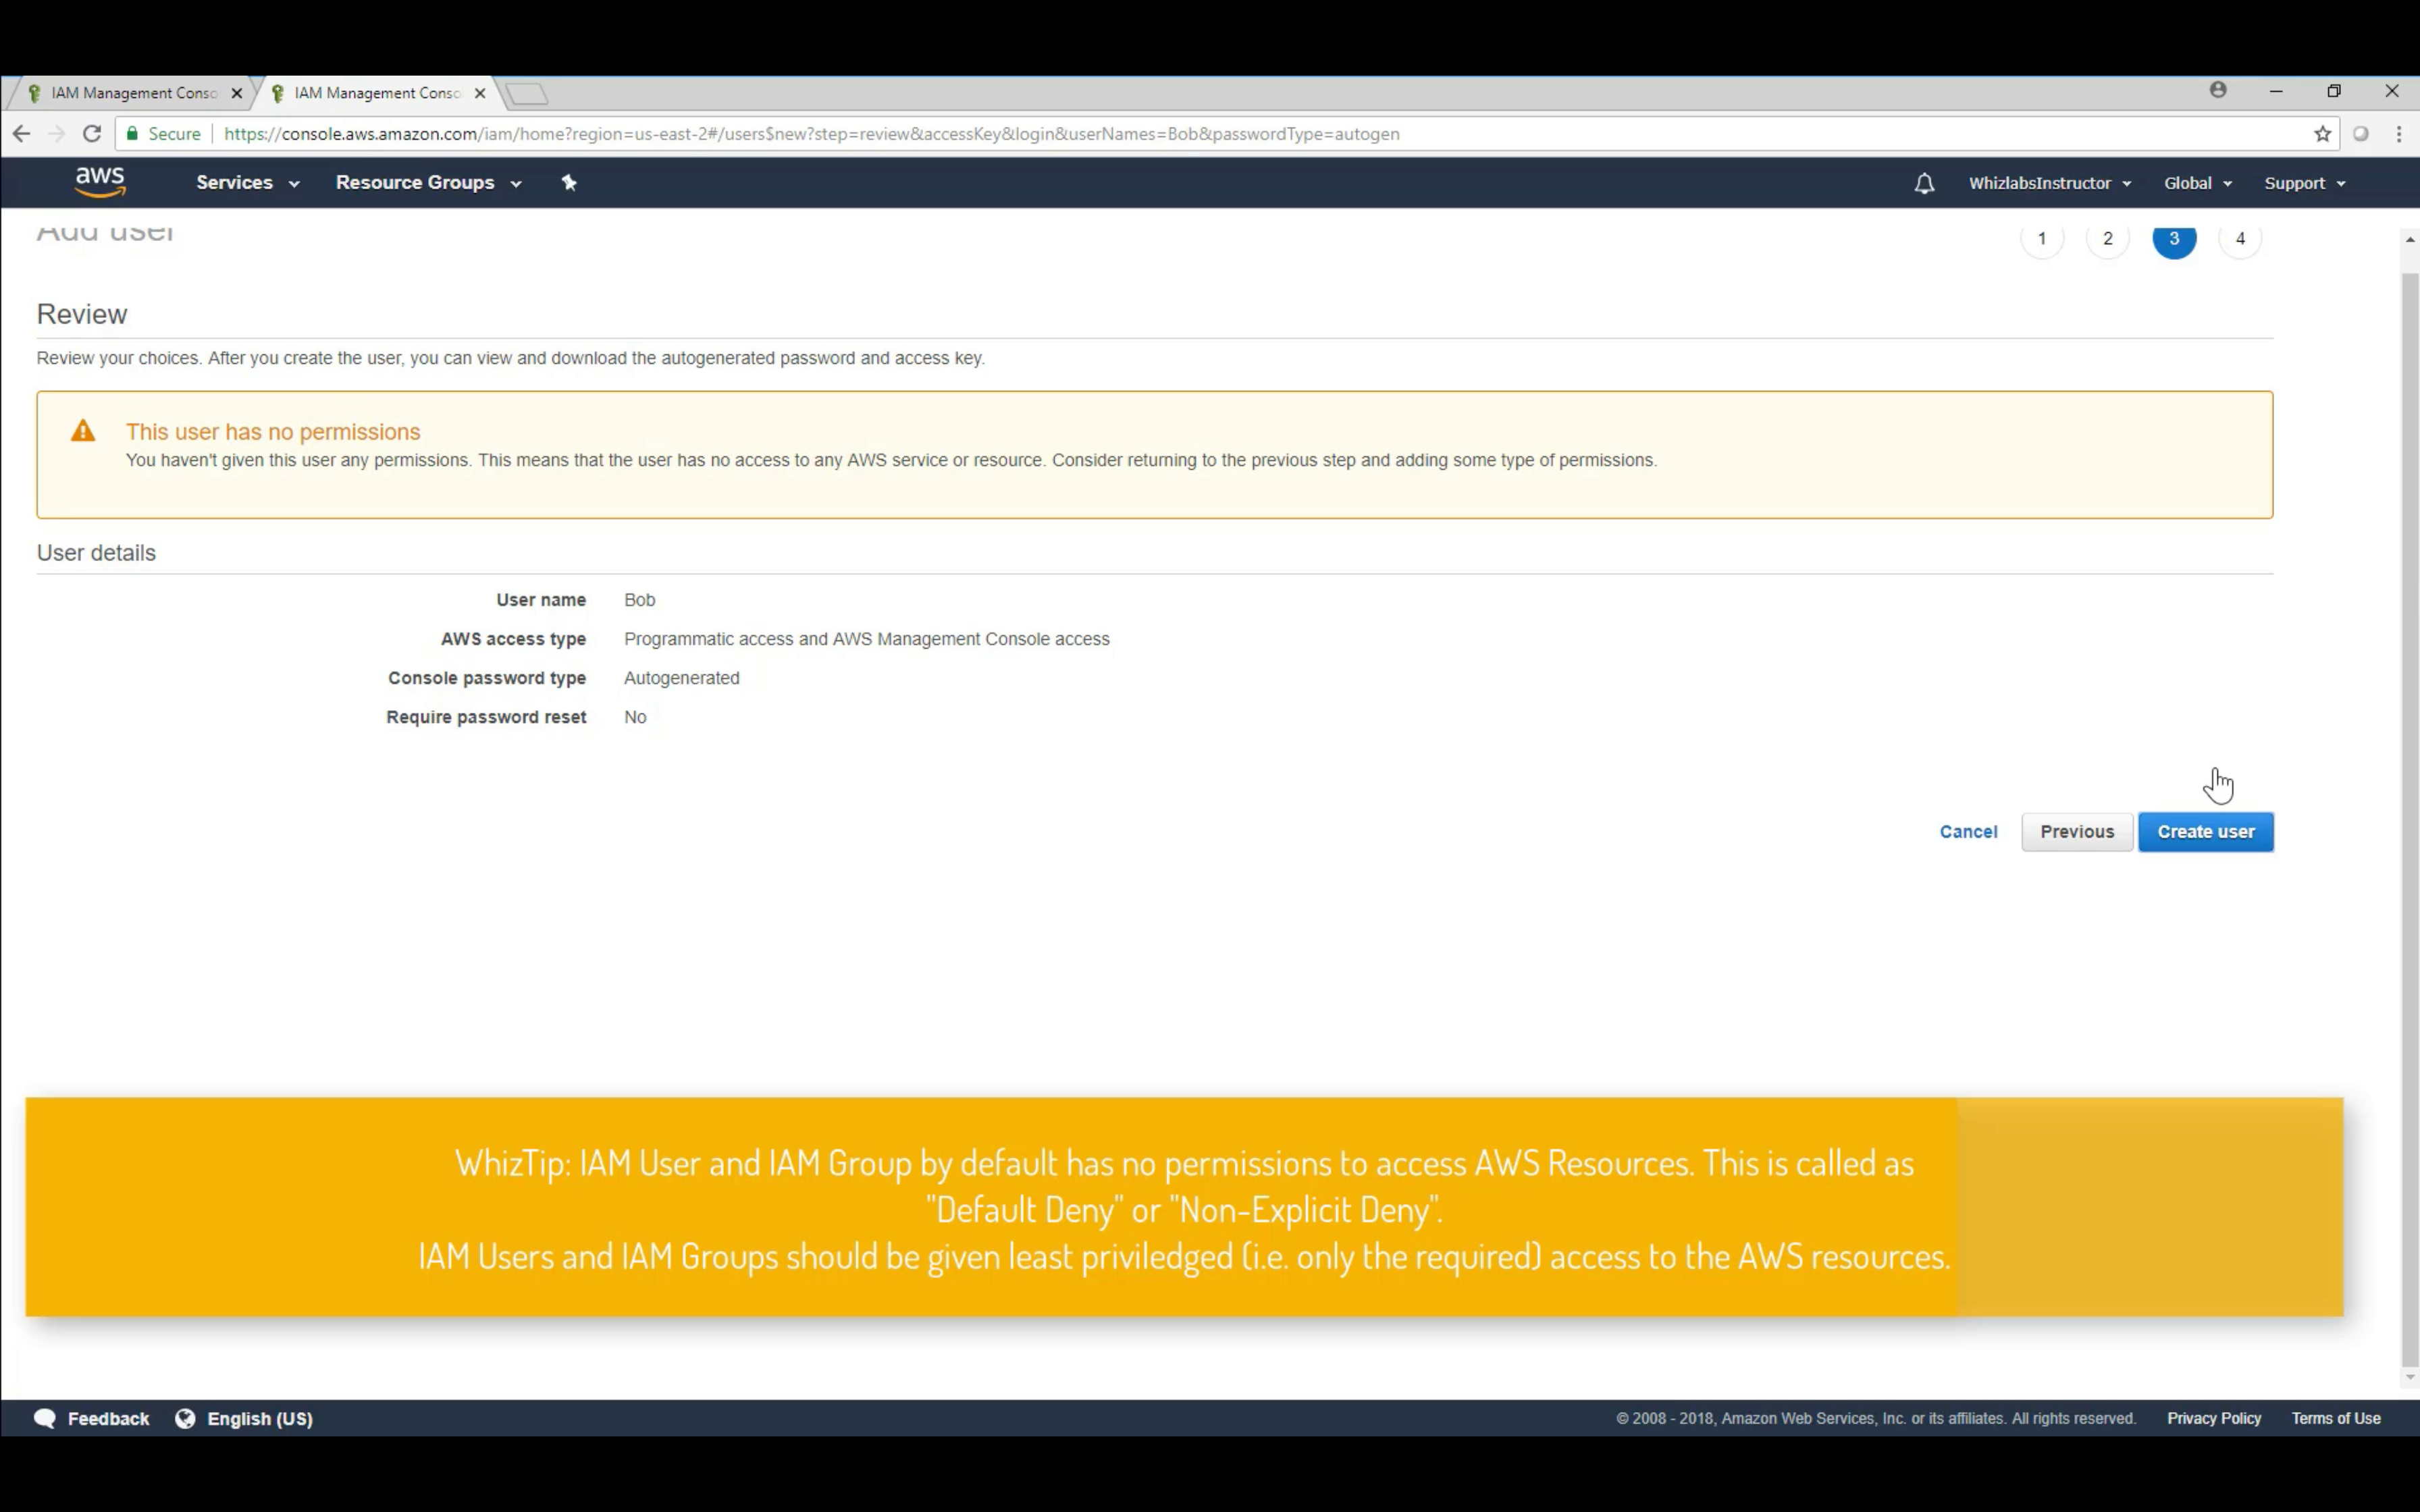 IAM Management Conso
IAM Management Conso
Secure
https://console.aws.amazon.com/iam/home?region=us-east-2#/users$new?step=review&accessKey&login&userNames=Bob&passwordType=autogen
aws
Services
Resource Groups
WhizlabsInstructor
Global
Support
Add user
1 2 3 4
Review
Review your choices. After you create the user, you can view and download the autogenerated password and access key.
This user has no permissions
You haven't given this user any permissions. This means that the user has no access to any AWS service or resource. Consider returning to the previous step and adding some type of permissions.
User details
User name Bob
AWS access type Programmatic access and AWS Management Console access
Console password type Autogenerated
Require password reset No
Cancel Previous Create user
WhizTip: IAM User and IAM Group by default has no permissions to access AWS Resources. This is called as
"Default Deny" or "Non-Explicit Deny".
IAM Users and IAM Groups should be given least priviledged (i.e. only the required) access to the AWS resources.
Feedback English (US)
© 2008 - 2018, Amazon Web Services, Inc. or its affiliates. All rights reserved. Privacy Policy Terms of Use